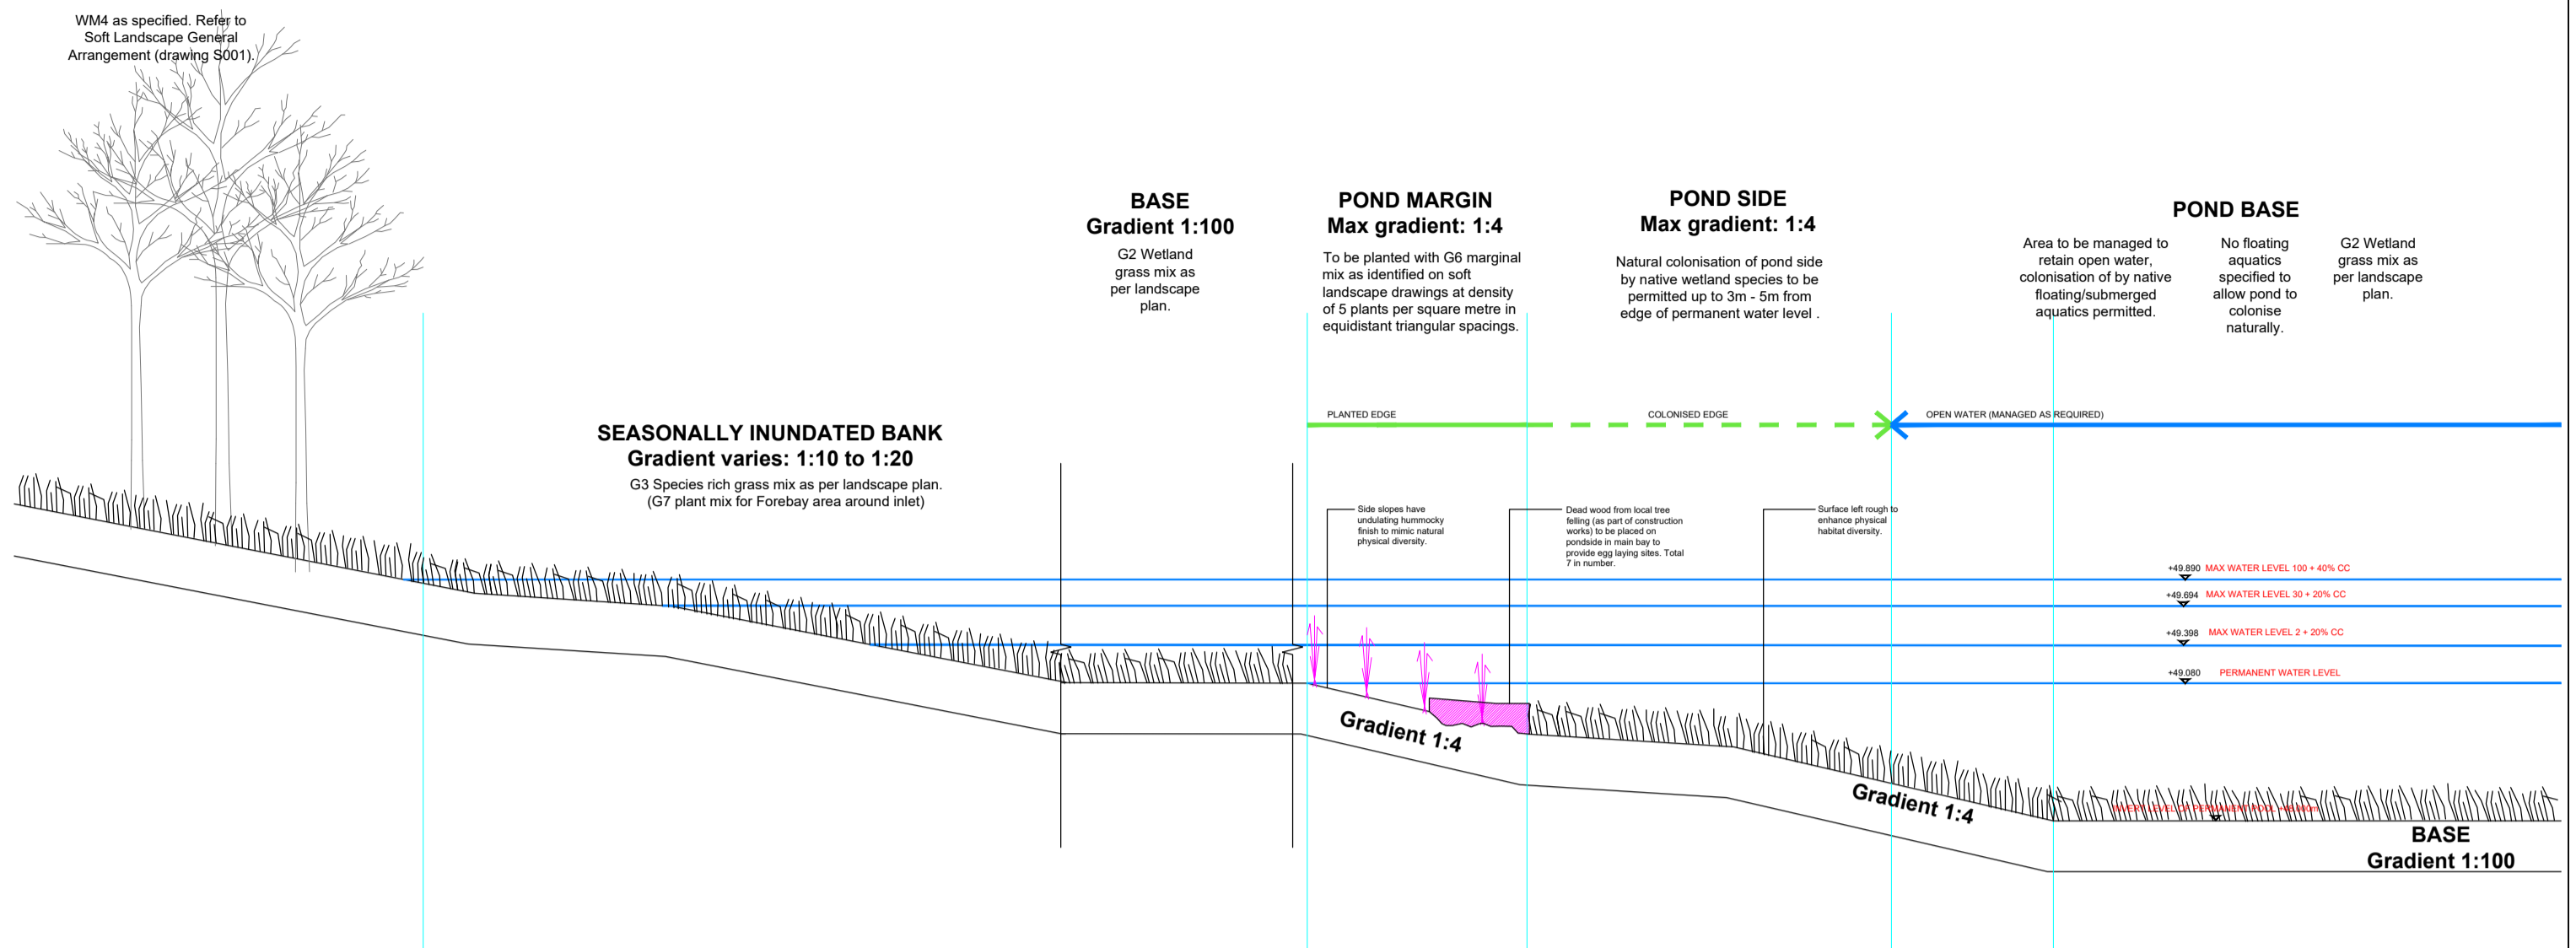 WM4 as specified. Refer to
Soft Landscape General
Arrangement (drawing S001).
SEASONALLY INUNDATED BANK
Gradient varies: 1:10 to 1:20
G3 Species rich grass mix as per landscape plan.
(G7 plant mix for Forebay area around inlet)
BASE
Gradient 1:100
G2 Wetland
grass mix as
per landscape
plan.
POND MARGIN
Max gradient: 1:4
To be planted with G6 marginal
mix as identified on soft
landscape drawings at density
of 5 plants per square metre in
equidistant triangular spacings.
POND SIDE
Max gradient: 1:4
Natural colonisation of pond side
by native wetland species to be
permitted up to 3m - 5m from
edge of permanent water level .
POND BASE
Area to be managed to
retain open water,
colonisation of by native
floating/submerged
aquatics permitted.
No floating
aquatics
specified to
allow pond to
colonise
naturally.
G2 Wetland
grass mix as
per landscape
plan.
PLANTED EDGE
COLONISED EDGE
OPEN WATER (MANAGED AS REQUIRED)
Side slopes have
undulating hummocky
finish to mimic natural
physical diversity.
Dead wood from local tree
felling (as part of construction
works) to be placed on
pondside in main bay to
provide egg laying sites. Total
7 in number.
Surface left rough to
enhance physical
habitat diversity.
+49.890 MAX WATER LEVEL 100 + 40% CC
+49.694 MAX WATER LEVEL 30 + 20% CC
+49.398 MAX WATER LEVEL 2 + 20% CC
+49.080 PERMANENT WATER LEVEL
Gradient 1:4
Gradient 1:4
INVERT LEVEL OF PERMANENT POOL
BASE
Gradient 1:100